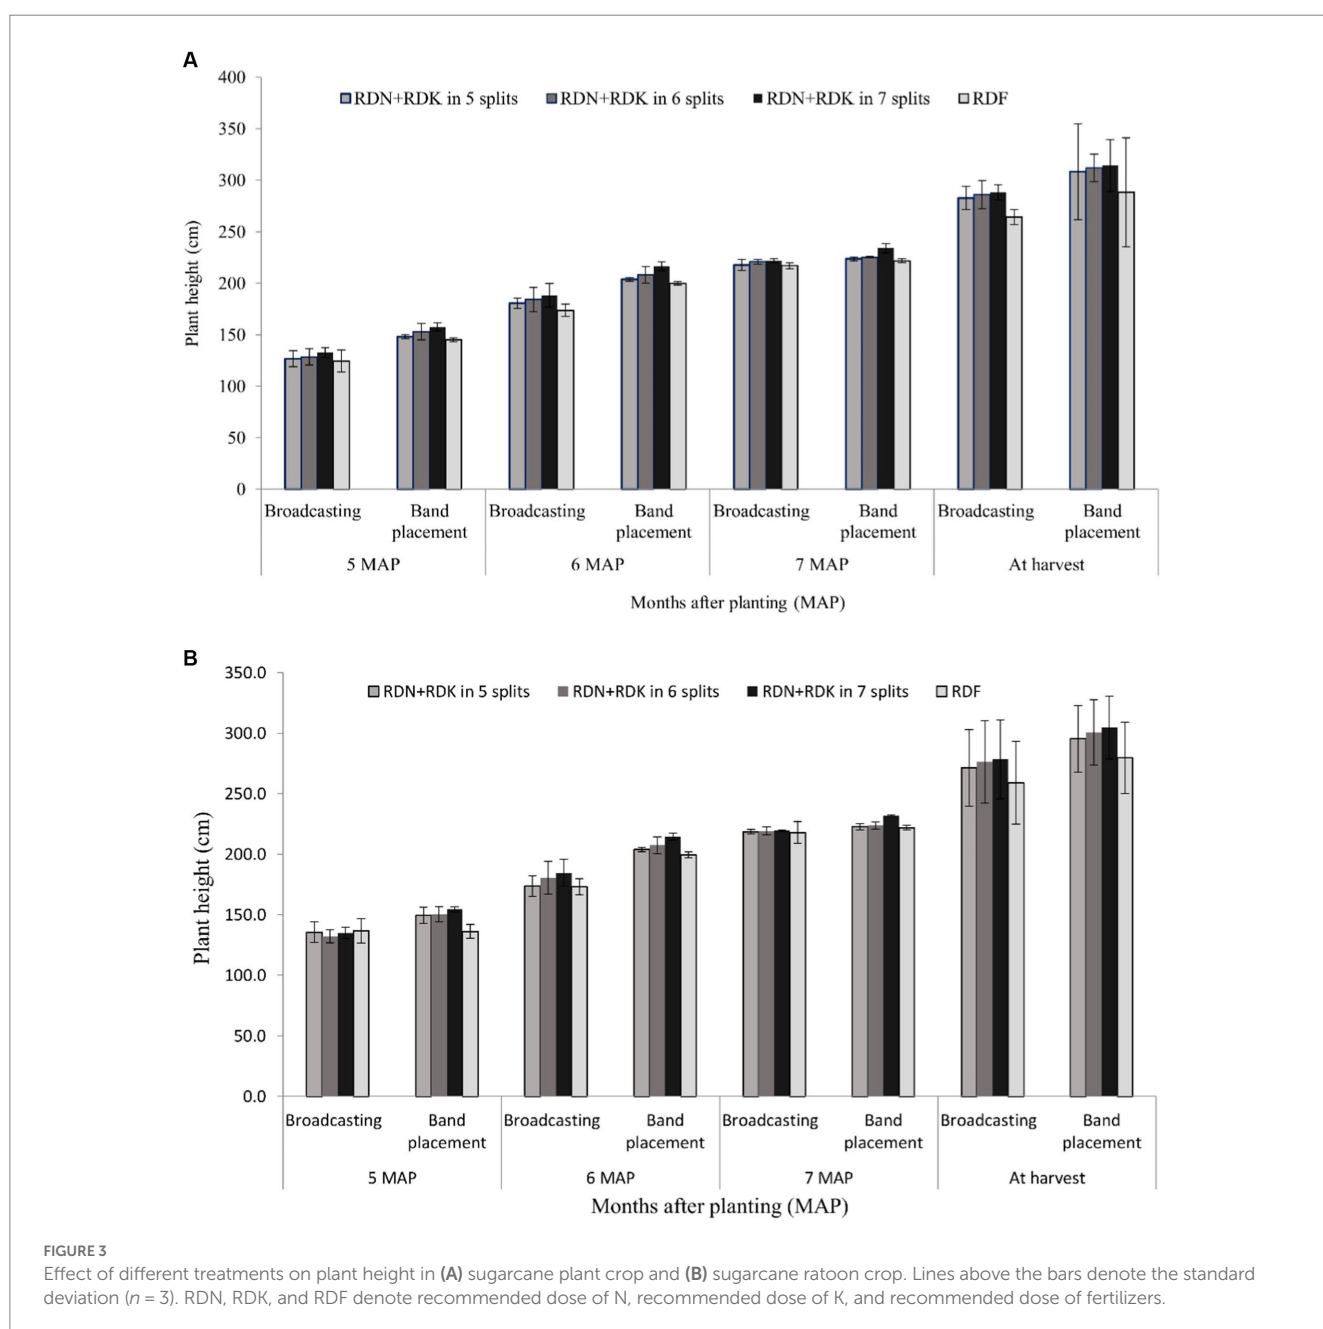 A
400
350
300
250
200
150
100
50
0
Plant height (cm)
RDN+RDK in 5 splits RDN+RDK in 6 splits RDN+RDK in 7 splits RDF
Broadcasting Band Broadcasting Band Broadcasting Band Broadcasting Band
placement placement placement placement
5 MAP 6 MAP 7 MAP At harvest
Months after planting (MAP)
B
350.0
300.0
250.0
200.0
150.0
100.0
50.0
0.0
Plant height (cm)
RDN+RDK in 5 splits RDN+RDK in 6 splits RDN+RDK in 7 splits RDF
Broadcasting Band Broadcasting Band Broadcasting Band Broadcasting Band
placement placement placement placement
5 MAP 6 MAP 7 MAP At harvest
Months after planting (MAP)
FIGURE 3
Effect of different treatments on plant height in (A) sugarcane plant crop and (B) sugarcane ratoon crop. Lines above the bars denote the standard
deviation (n = 3). RDN, RDK, and RDF denote recommended dose of N, recommended dose of K, and recommended dose of fertilizers.